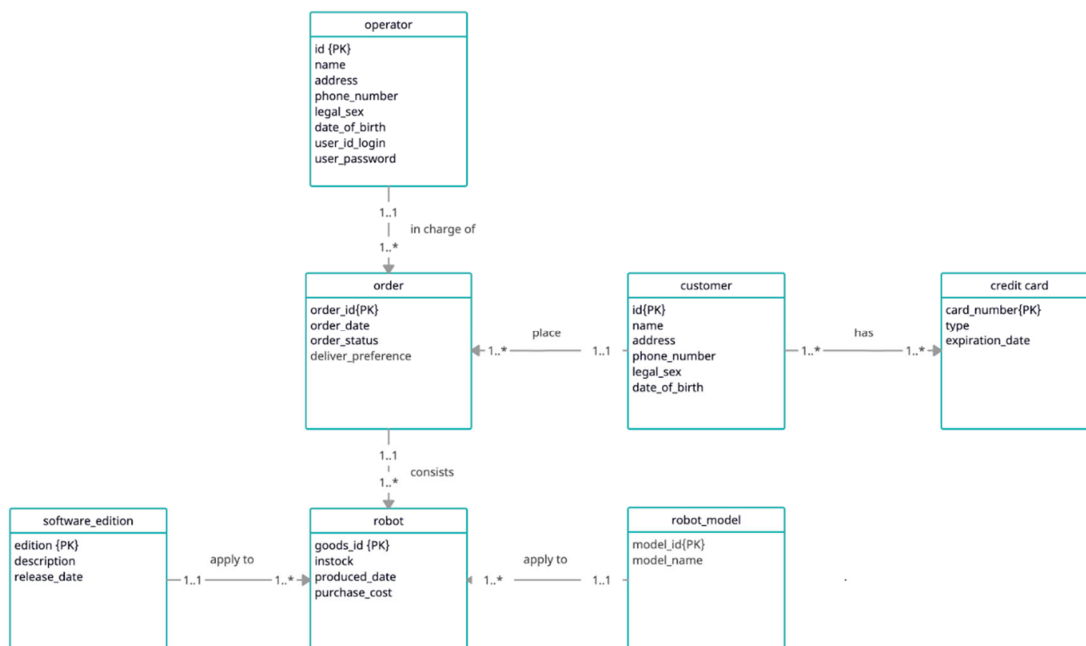 operator
id {PK}
name
address
phone_number
legal_sex
date_of_birth
user_id_login
user_password
1..1
in charge of
1..*
order
order_id{PK}
order_date
order_status
deliver_preference
place
1..*
1..1
customer
id{PK}
name
address
phone_number
legal_sex
date_of_birth
has
1..*
1..*
credit card
card_number{PK}
type
expiration_date
1..1
consists
1..*
software_edition
edition {PK}
description
release_date
apply to
1..1
1..*
robot
goods_id {PK}
instock
produced_date
purchase_cost
apply to
1..*
1..1
robot_model
model_id{PK}
model_name